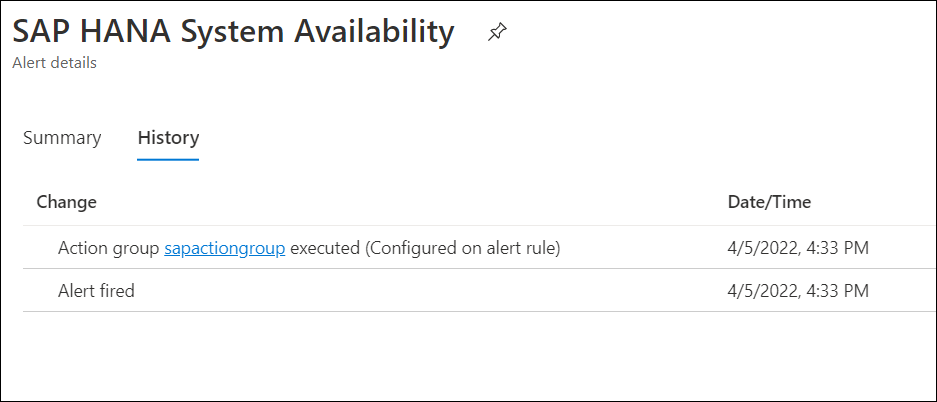 SAP HANA System Availability
Alert details
Summary History
Change Date/Time
Action group sapactiongroup executed (Configured on alert rule) 4/5/2022, 4:33 PM
Alert fired 4/5/2022, 4:33 PM